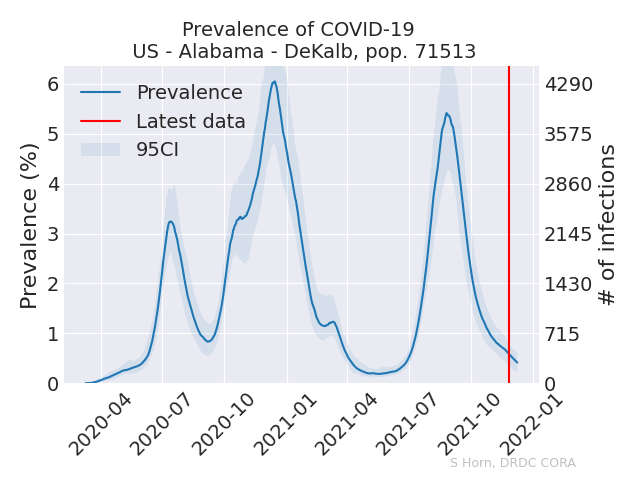 Prevalence of COVID-19
US - Alabama - DeKalb, pop. 71513
Prevalence
Latest data
95CI
Prevalence (%)
6
5
4
3
2
1
0
4290
3575
2860
2145
1430
715
0
# of infections
2020-04
2020-07
2020-10
2021-01
2021-04
2021-07
2021-10
2022-01
S Horn, DRDC CORA